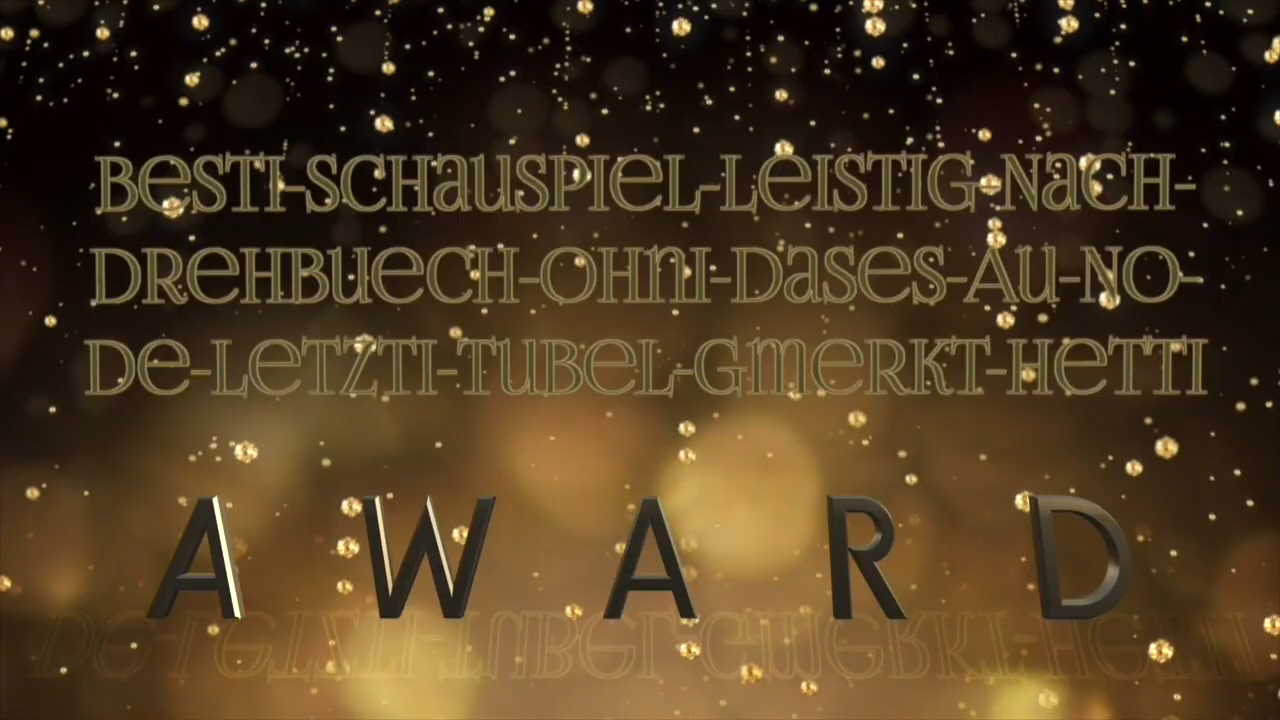 BESTI-SCHAUSPIEL-LEISTIG-NACH-
DREHBUECH-OHNI-DASES-AU-NO-
DE-LETZTI-TUBEL-GMERKT-HETTI
AWARD